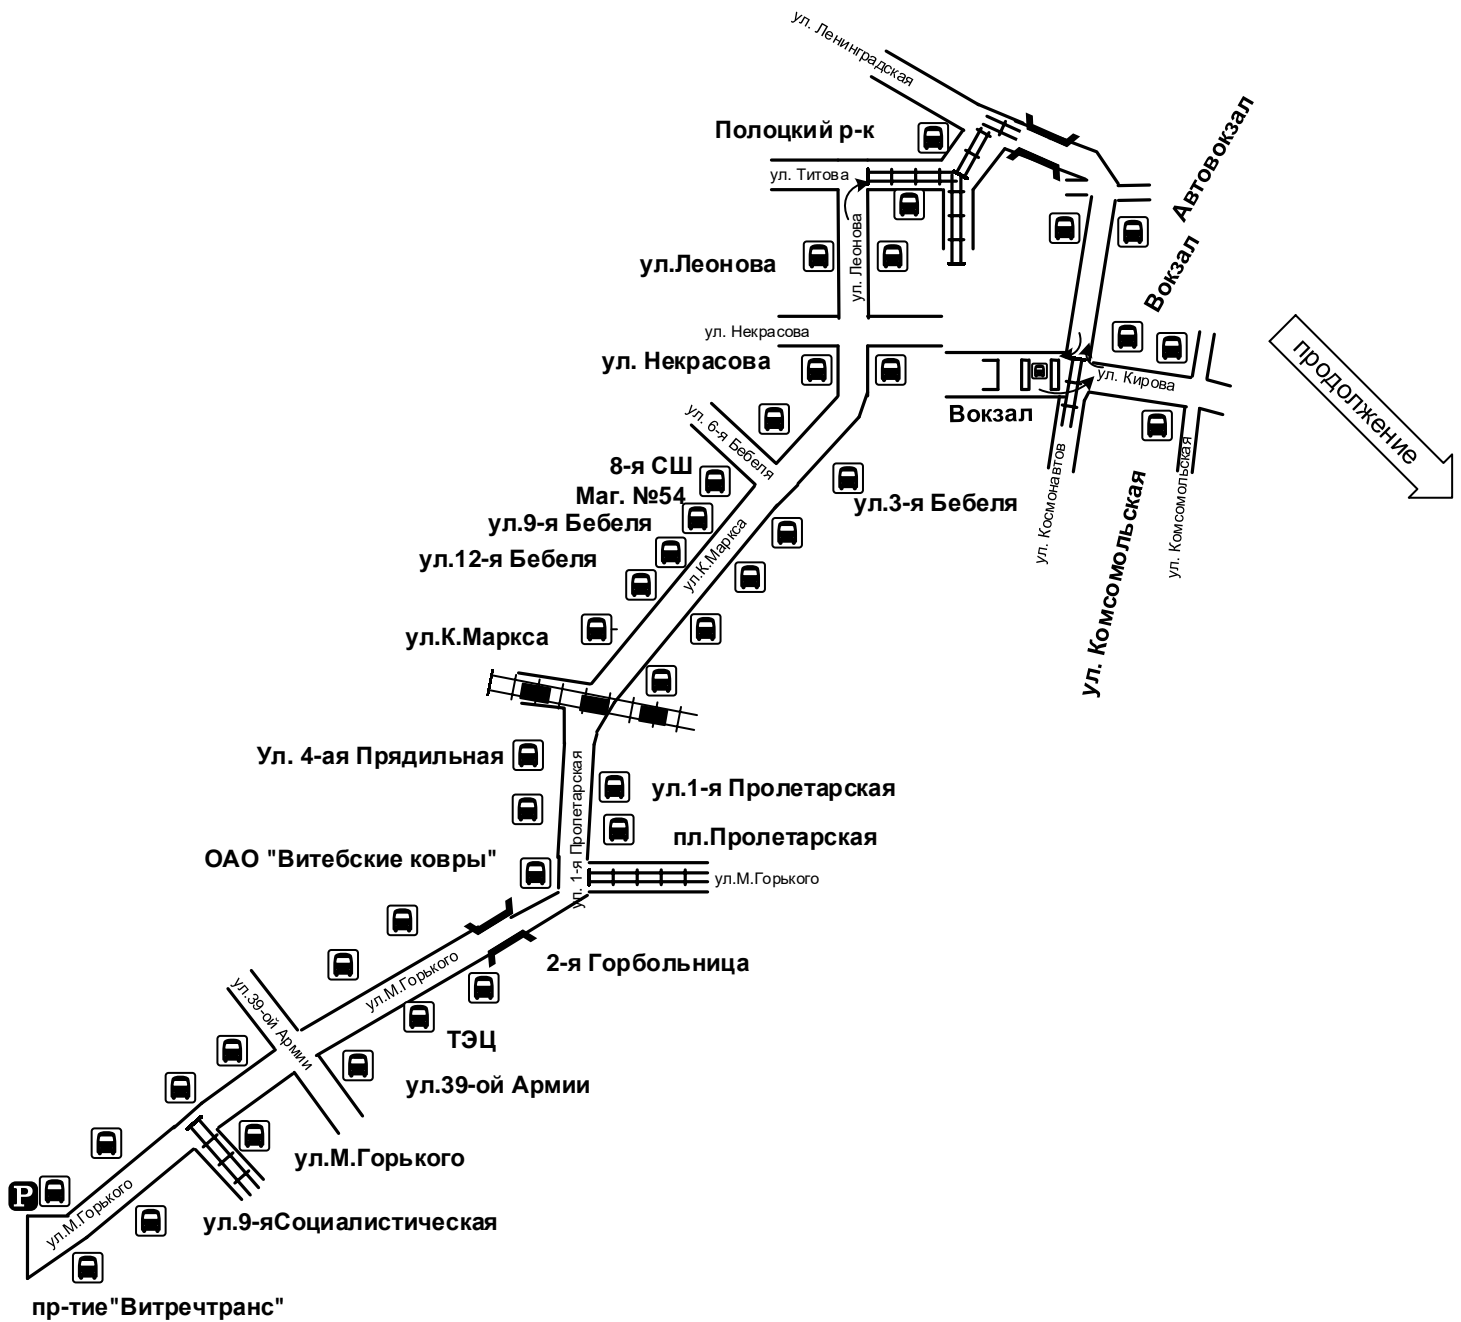 ул. Ленинградская
Полоцкий р-к
ул. Титова
Автовокзал
ул. Леонова
ул.Леонова
Вокзал
ул. Некрасова
ул. Некрасова
продолжение
ул. Кирова
Вокзал
ул. 6-я Бебеля
8-я СШ
Маг. №54
ул.9-я Бебеля
ул.3-я Бебеля
ул.12-я Бебеля
ул.К.Маркса
ул. Космонавтов
ул. Комсомольская
ул. Комсомольская
ул.К.Маркса
Ул. 4-ая Прядильная
ул. 1-я Пролетарская
ул.1-я Пролетарская
пл.Пролетарская
ОАО "Витебские ковры"
ул.М.Горького
2-я Горбольница
ул.М.Горького
ул.39-ой Армии
ТЭЦ
ул.39-ой Армии
ул.М.Горького
P
ул.М.Горького
ул.9-яСоциалистическая
пр-тие"Витречтранс"